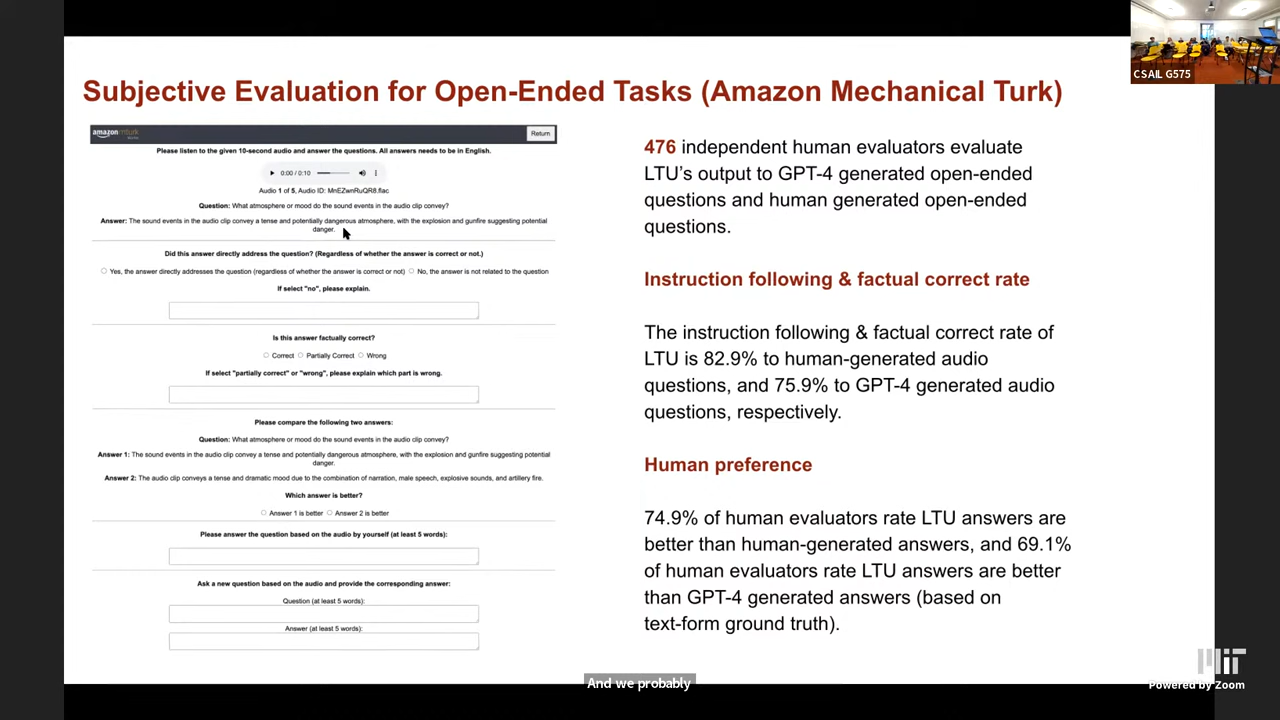 CSAIL G575
Subjective Evaluation for Open-Ended Tasks (Amazon Mechanical Turk)
amazon mturk
Return
Please listen to the given 10-second audio and answer the questions. All answers needs to be in English.
0:00 / 0:10
Audio 1 of 5, Audio ID: MnEZwnRuQR8.flac
Question: What atmosphere or mood do the sound events in the audio clip convey?
Answer: The sound events in the audio clip convey a tense and potentially dangerous atmosphere, with the explosion and gunfire suggesting potential
danger.
Did this answer directly address the question? (Regardless of whether the answer is correct or not.)
Yes, the answer directly addresses the question (regardless of whether the answer is correct or not) No, the answer is not related to the question
If select "no", please explain.
Is this answer factually correct?
Correct Partially Correct Wrong
If select "partially correct" or "wrong", please explain which part is wrong.
Please compare the following two answers:
Question: What atmosphere or mood do the sound events in the audio clip convey?
Answer 1: The sound events in the audio clip convey a tense and potentially dangerous atmosphere, with the explosion and gunfire suggesting potential
danger.
Answer 2: The audio clip conveys a tense and dramatic mood due to the combination of narration, male speech, explosive sounds, and artillery fire.
Which answer is better?
Answer 1 is better Answer 2 is better
Please answer the question based on the audio by yourself (at least 5 words):
Ask a new question based on the audio and provide the corresponding answer:
Question (at least 5 words):
Answer (at least 5 words):
476 independent human evaluators evaluate
LTU's output to GPT-4 generated open-ended
questions and human generated open-ended
questions.
Instruction following & factual correct rate
The instruction following & factual correct rate of
LTU is 82.9% to human-generated audio
questions, and 75.9% to GPT-4 generated audio
questions, respectively.
Human preference
74.9% of human evaluators rate LTU answers are
better than human-generated answers, and 69.1%
of human evaluators rate LTU answers are better
than GPT-4 generated answers (based on
text-form ground truth).
And we probably
MIT
Powered by Zoom